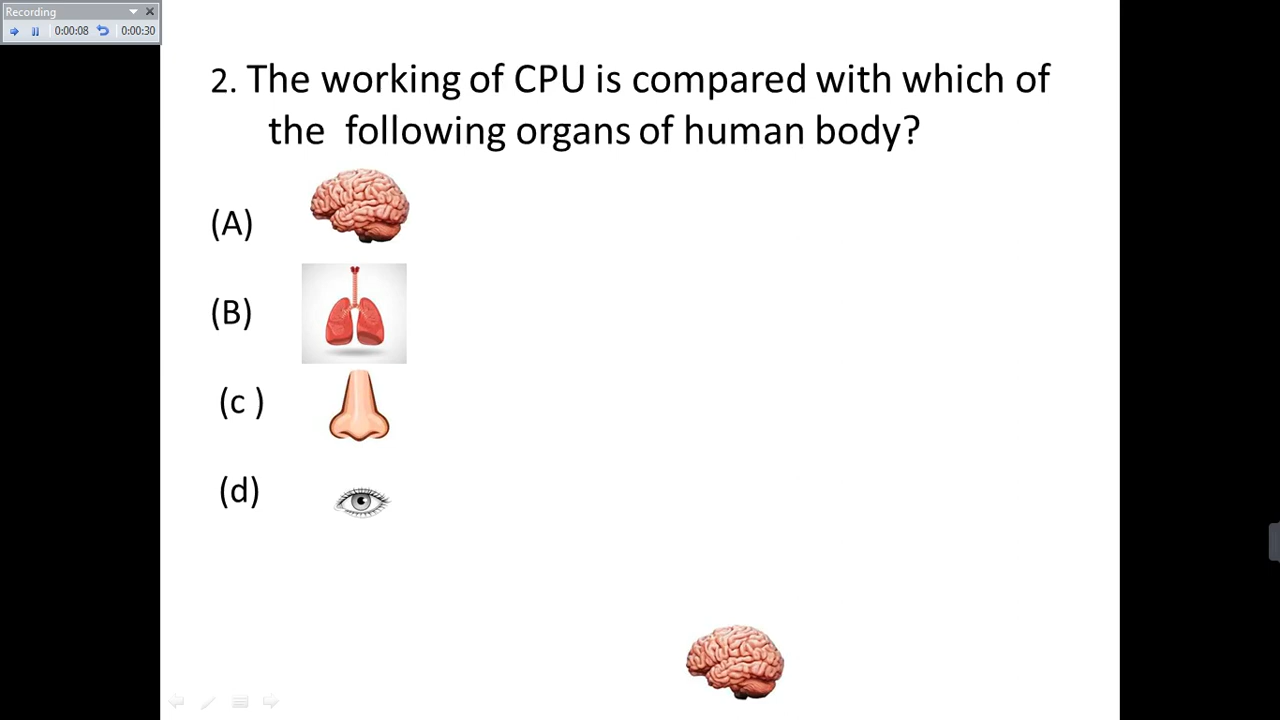 Recording
0:00:08 0:00:30
2. The working of CPU is compared with which of
the following organs of human body?
(A)
(B)
(c )
(d)